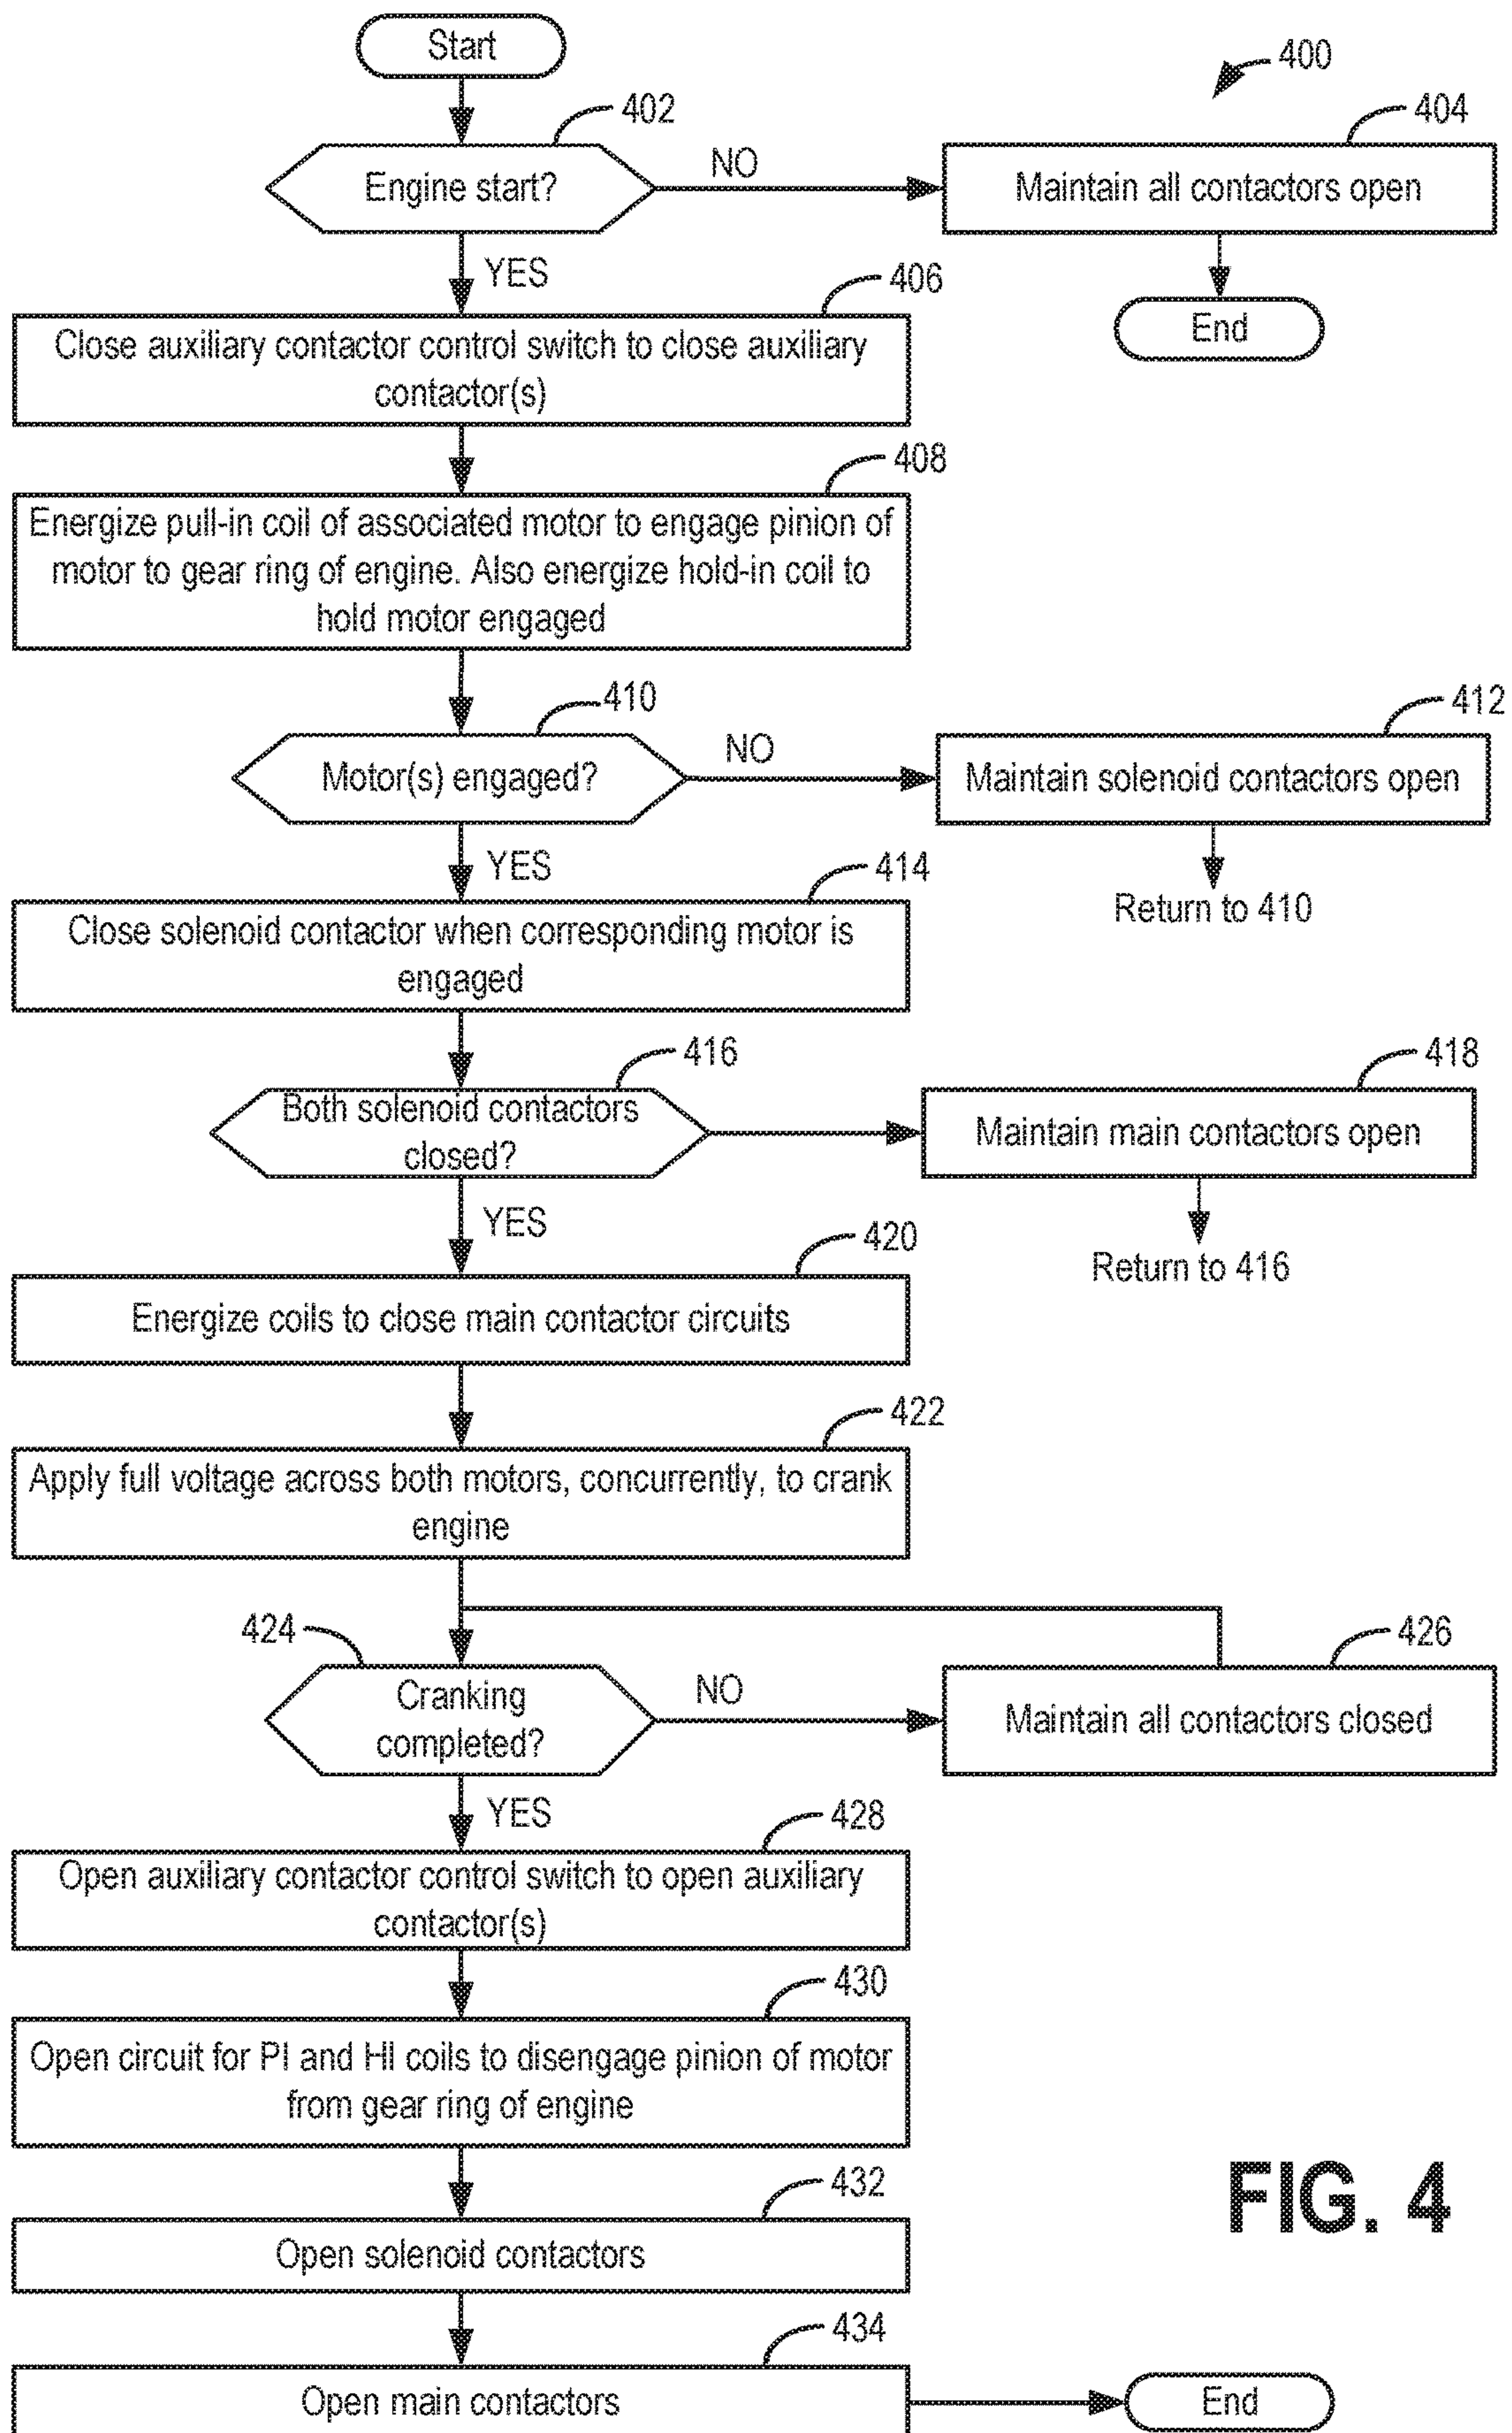 Start
400
402
404
Engine start?
NO
Maintain all contactors open
YES
End
406
Close auxiliary contactor control switch to close auxiliary
contactor(s)
408
Energize pull-in coil of associated motor to engage pinion of
motor to gear ring of engine. Also energize hold-in coil to
hold motor engaged
410
412
Motor(s) engaged?
NO
Maintain solenoid contactors open
YES
Return to 410
414
Close solenoid contactor when corresponding motor is
engaged
416
418
Both solenoid contactors
closed?
Maintain main contactors open
YES
Return to 416
420
Energize coils to close main contactor circuits
422
Apply full voltage across both motors, concurrently, to crank
engine
424
426
Cranking
completed?
NO
Maintain all contactors closed
YES
428
Open auxiliary contactor control switch to open auxiliary
contactor(s)
430
Open circuit for PI and HI coils to disengage pinion of motor
from gear ring of engine
432
Open solenoid contactors
FIG. 4
434
Open main contactors
End